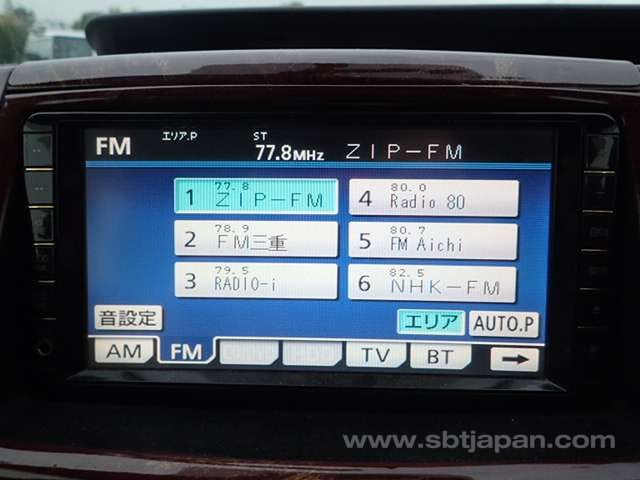 FM エリア.P ST 77.8MHz ZIP-FM
1 77.8 ZIP-FM
2 78.9 FM三重
3 79.5 RADIO-i
4 80.0 Radio 80
5 80.7 FM Aichi
6 82.5 NHK-FM
音設定 エリア AUTO.P
AM FM TV BT
www.sbtjapan.com